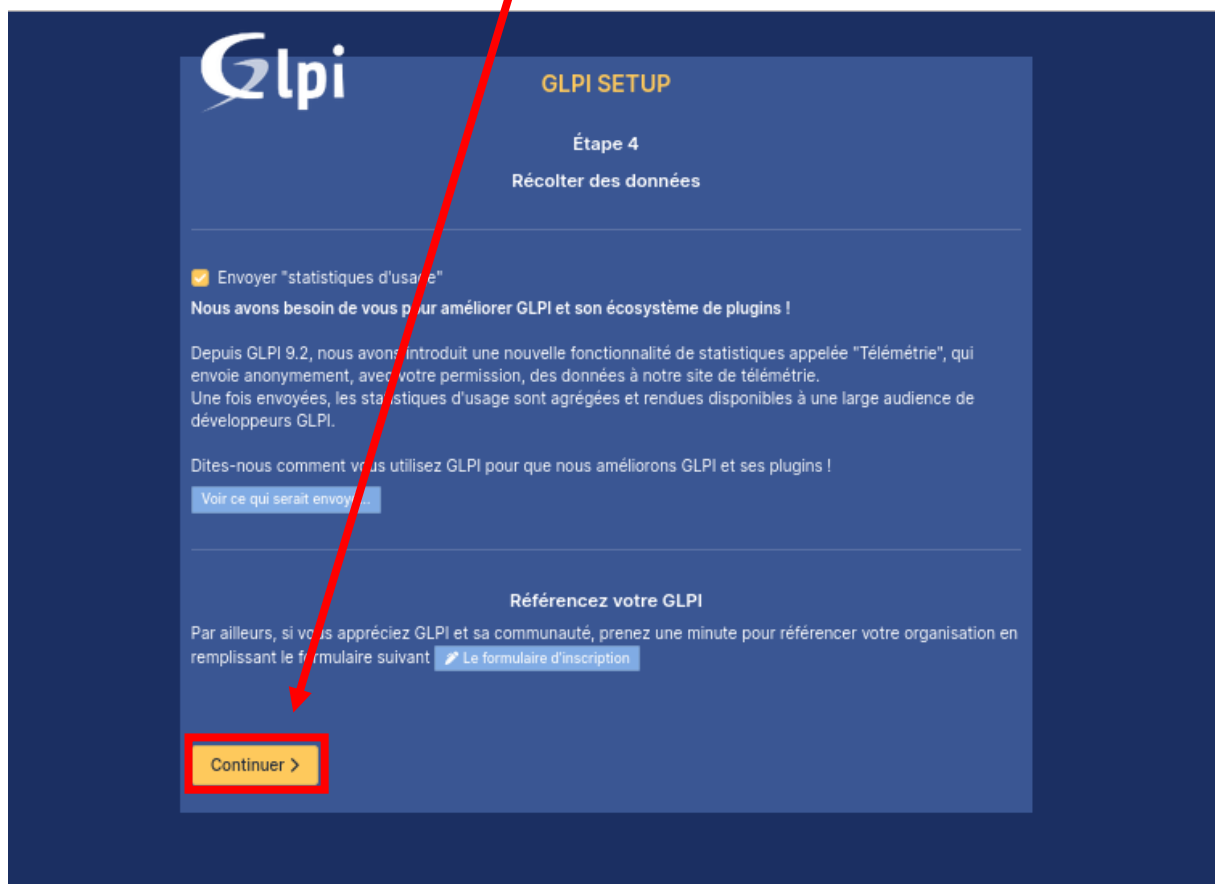 Glpi
GLPI SETUP
Étape 4
Récolter des données
Envoyer "statistiques d'usage"
Nous avons besoin de vous pour améliorer GLPI et son écosystème de plugins !
Depuis GLPI 9.2, nous avons introduit une nouvelle fonctionnalité de statistiques appelée "Télémétrie", qui
envoie anonymement, avec votre permission, des données à notre site de télémétrie.
Une fois envoyées, les statistiques d'usage sont agrégées et rendues disponibles à une large audience de
développeurs GLPI.
Dites-nous comment vous utilisez GLPI pour que nous améliorons GLPI et ses plugins !
Voir ce qui serait envoyé...
Référencez votre GLPI
Par ailleurs, si vous appréciez GLPI et sa communauté, prenez une minute pour référencer votre organisation en
remplissant le formulaire suivant Le formulaire d'inscription
Continuer >